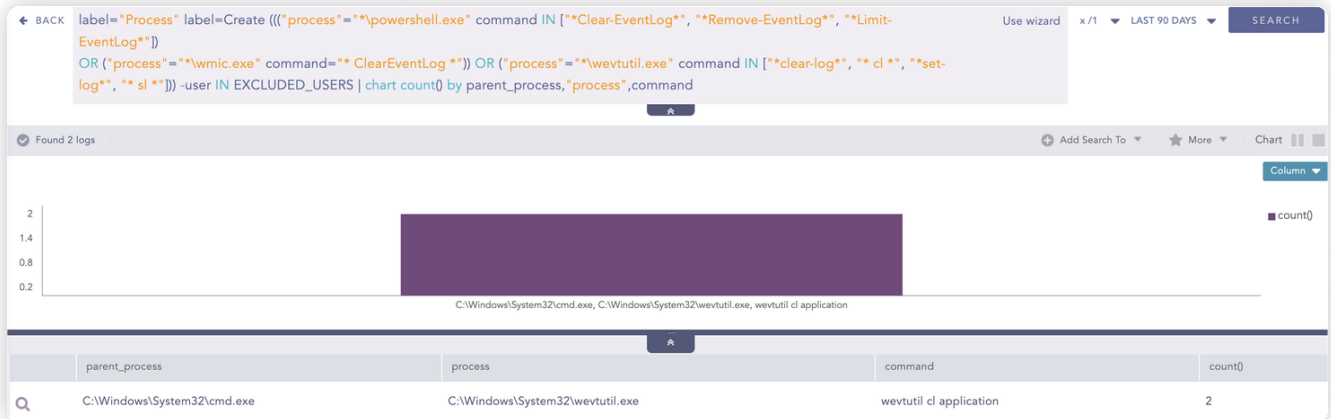 BACK
label="Process" label=Create ((("process"="*\powershell.exe" command IN ["*Clear-EventLog*", "*Remove-EventLog*", "*Limit-
EventLog*"])
OR ("process"="*\wmic.exe" command="* ClearEventLog *")) OR ("process"="*\wevtutil.exe" command IN ["*clear-log*", "* cl *", "*set-
log*", "* sl *"])) -user IN EXCLUDED_USERS | chart count() by parent_process,"process",command
Use wizard
x /1
LAST 90 DAYS
SEARCH
Found 2 logs
Add Search To
More
Chart
Column
2
1.4
0.8
0.2
count()
C:\Windows\System32\cmd.exe, C:\Windows\System32\wevtutil.exe, wevtutil cl application
parent_process process command count()
C:\Windows\System32\cmd.exe C:\Windows\System32\wevtutil.exe wevtutil cl application 2